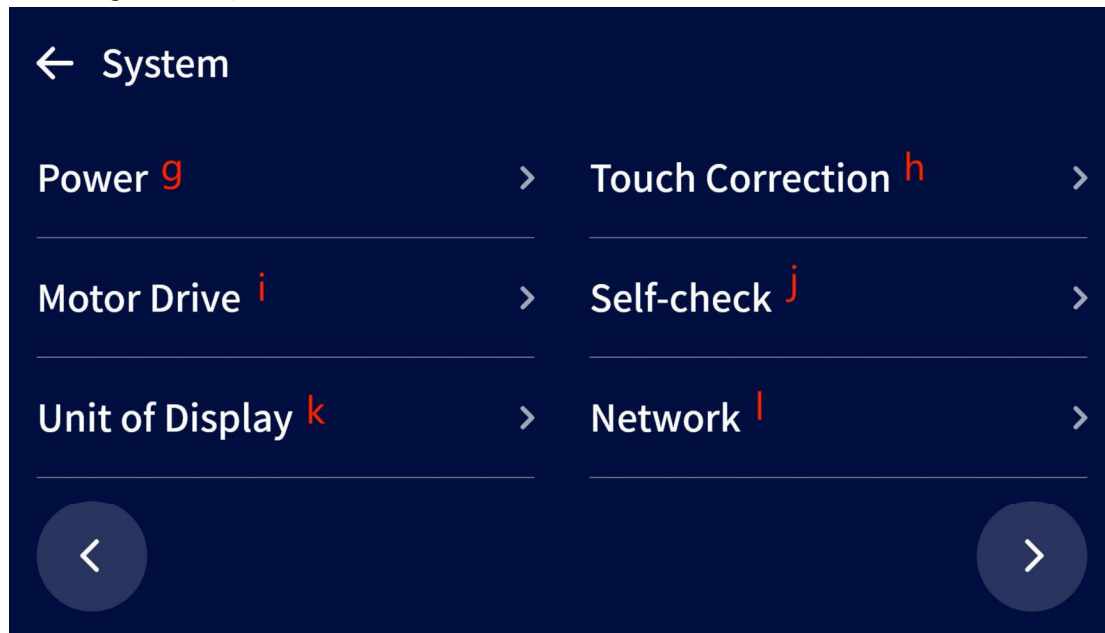 ← System
Power g
Touch Correction h
Motor Drive i
Self-check j
Unit of Display k
Network l